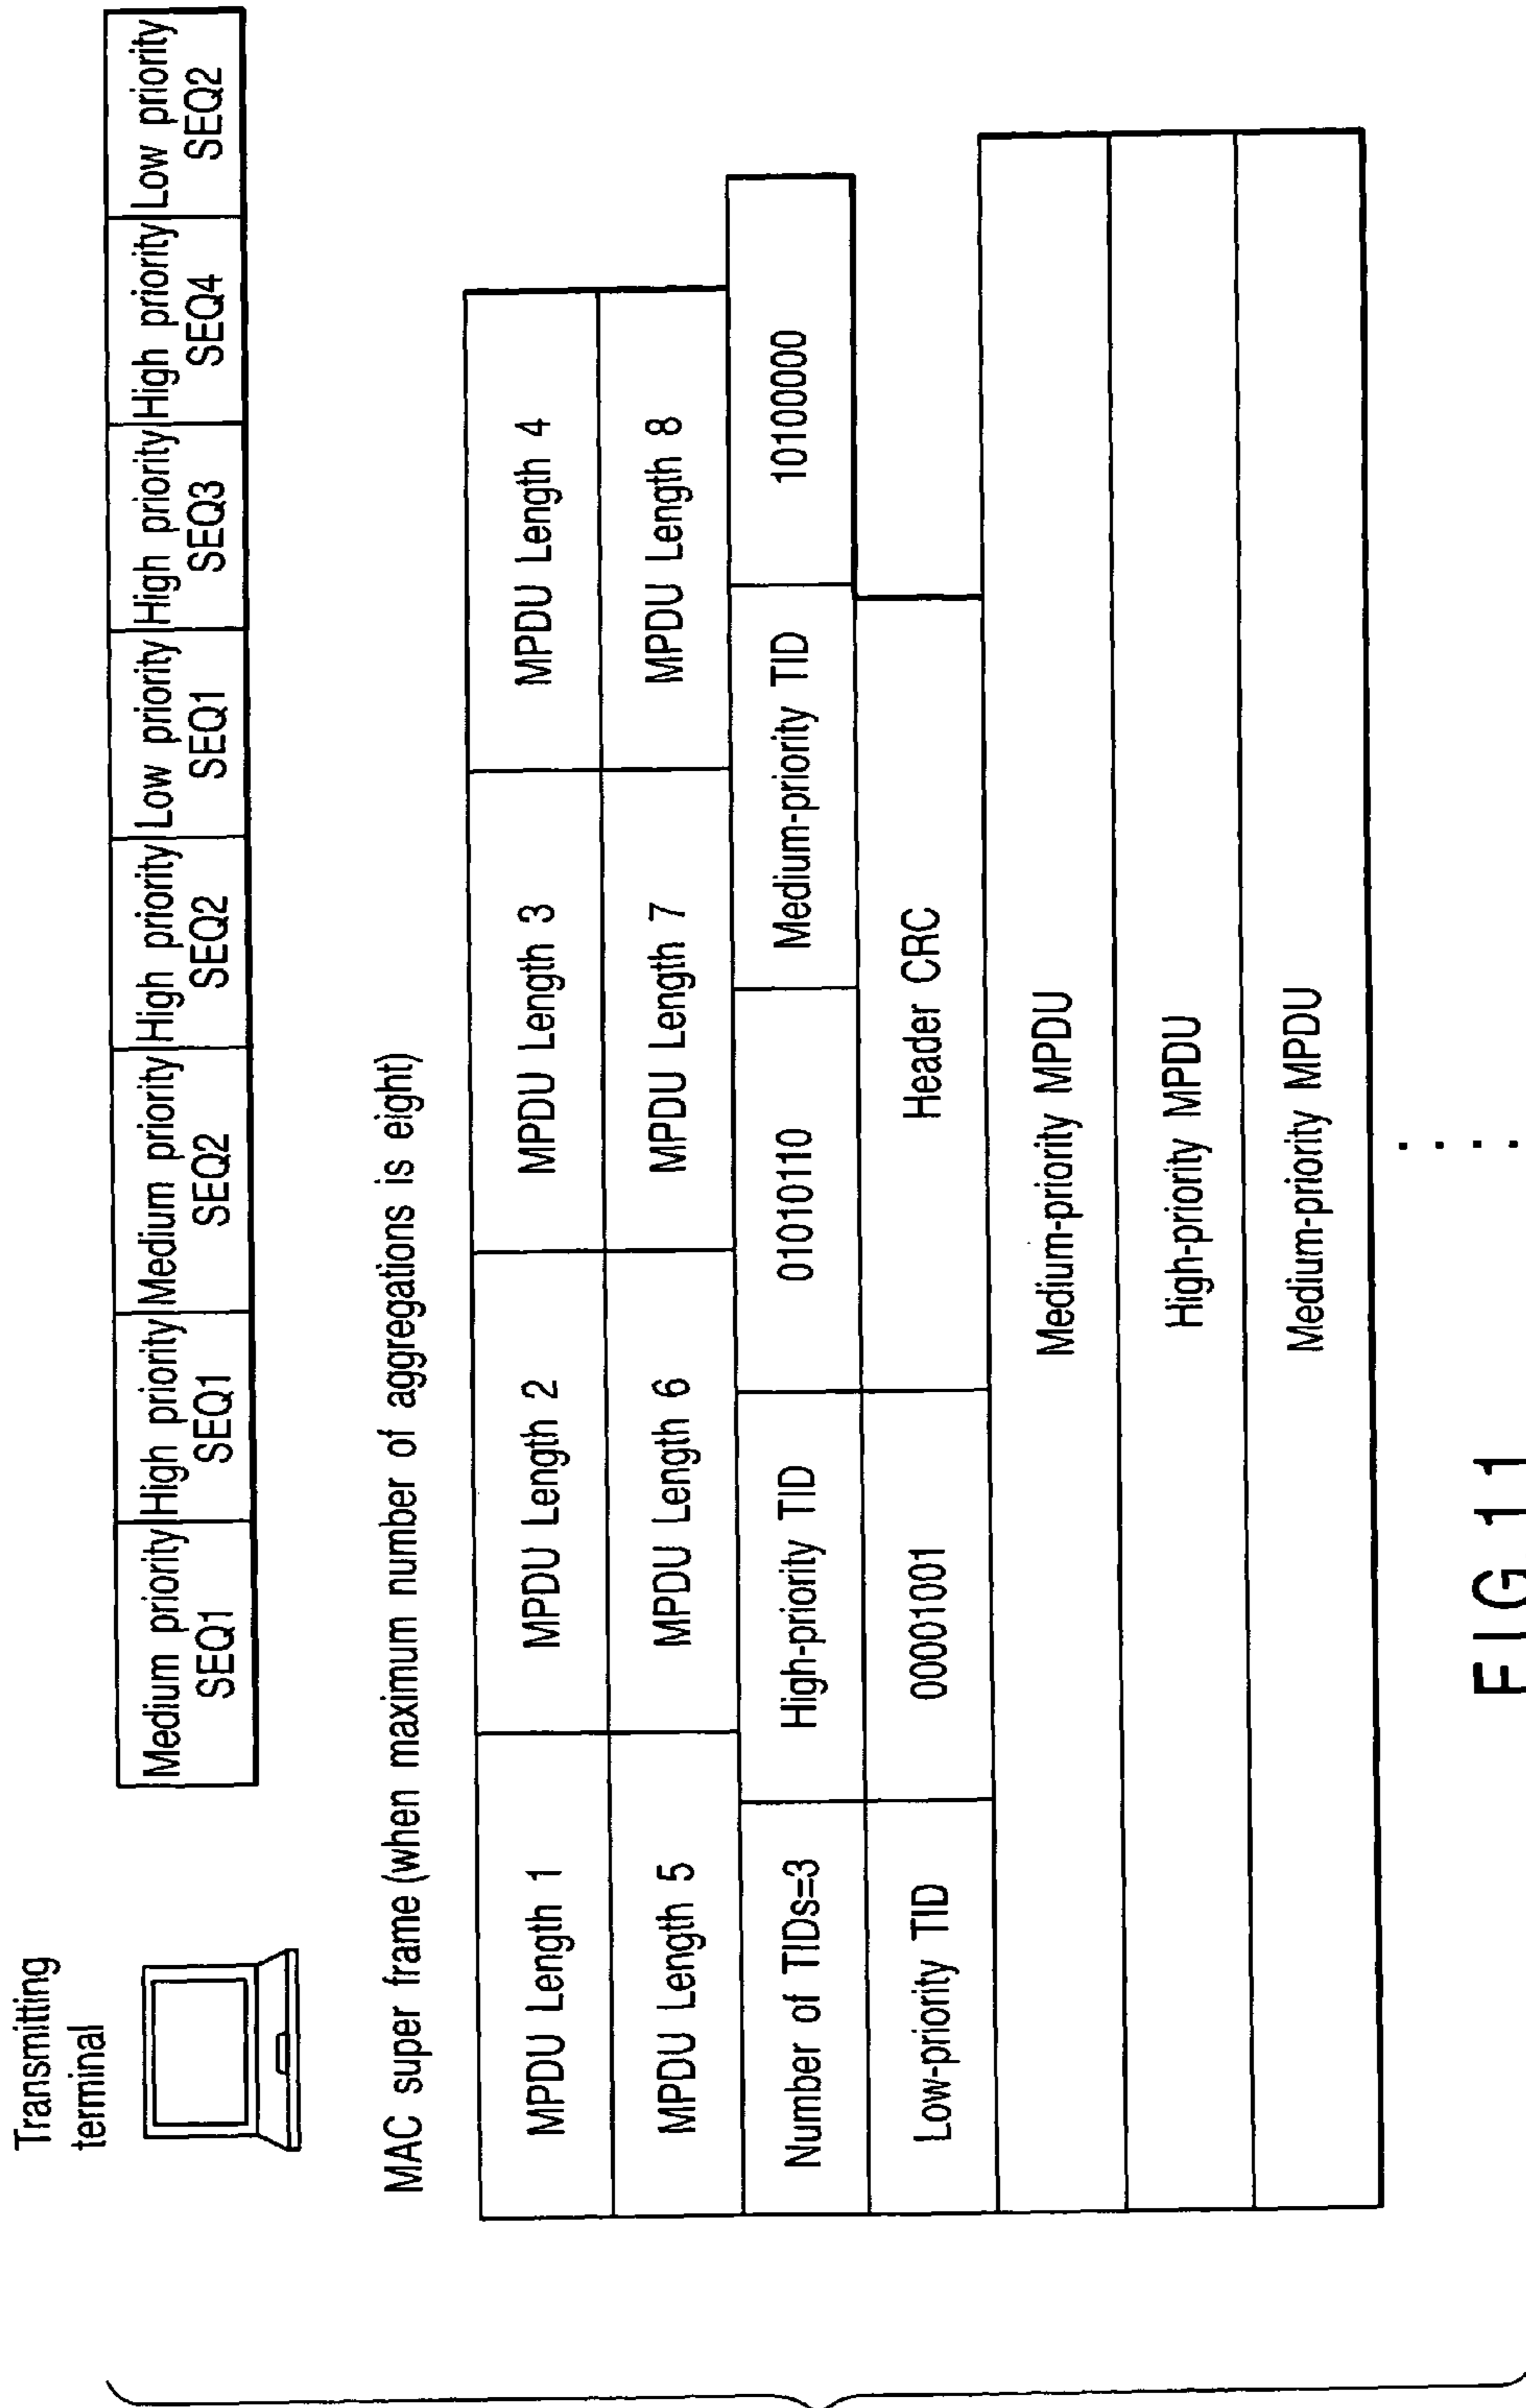 Transmitting
terminal
Medium priority High priority Medium priority High priority Low priority High priority High priority Low priority
SEQ1 SEQ1 SEQ2 SEQ2 SEQ1 SEQ3 SEQ4 SEQ2
MAC super frame (when maximum number of aggregations is eight)
MPDU Length 1 MPDU Length 2 MPDU Length 3 MPDU Length 4
MPDU Length 5 MPDU Length 6 MPDU Length 7 MPDU Length 8
Number of TIDs=3 High-priority TID 01010110 Medium-priority TID 10100000
Low-priority TID 00001001 Header CRC
Medium-priority MPDU
High-priority MPDU
Medium-priority MPDU
FIG 11